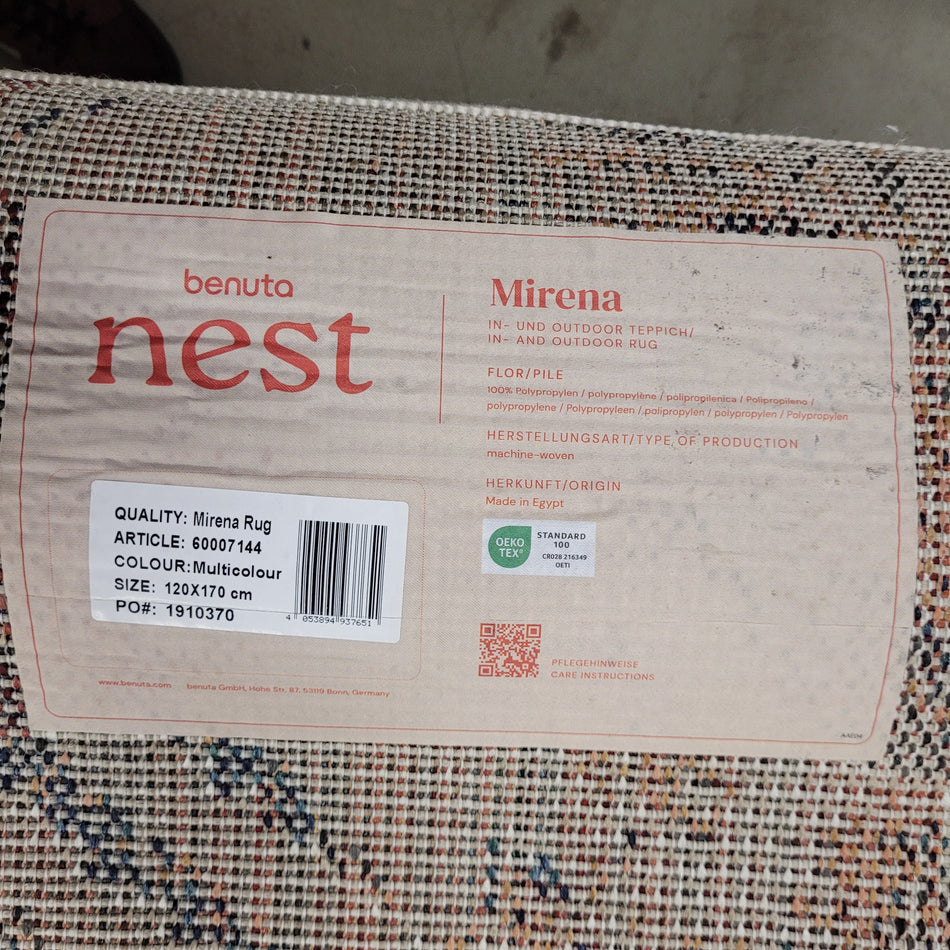 benuta
nest
Mirena
IN- UND OUTDOOR TEPPICH/
IN- AND OUTDOOR RUG
FLOR/PILE
100% Polypropylen / polypropylène / polipropilenica / Polipropileno /
polypropylene / Polypropyleen / polipropylen / polypropylen / Polypropylen
HERSTELLUNGSART/TYPE OF PRODUCTION
machine-woven
HERKUNFT/ORIGIN
Made in Egypt
OEKO
TEX®
STANDARD
100
CR028 216349
OETI
QUALITY: Mirena Rug
ARTICLE: 60007144
COLOUR:Multicolour
SIZE: 120X170 cm
PO#: 1910370
4 053894 937651
PFLEGEHINWEISE
CARE INSTRUCTIONS
www.benuta.com benuta GmbH, Hohe Str. 87, 53119 Bonn, Germany